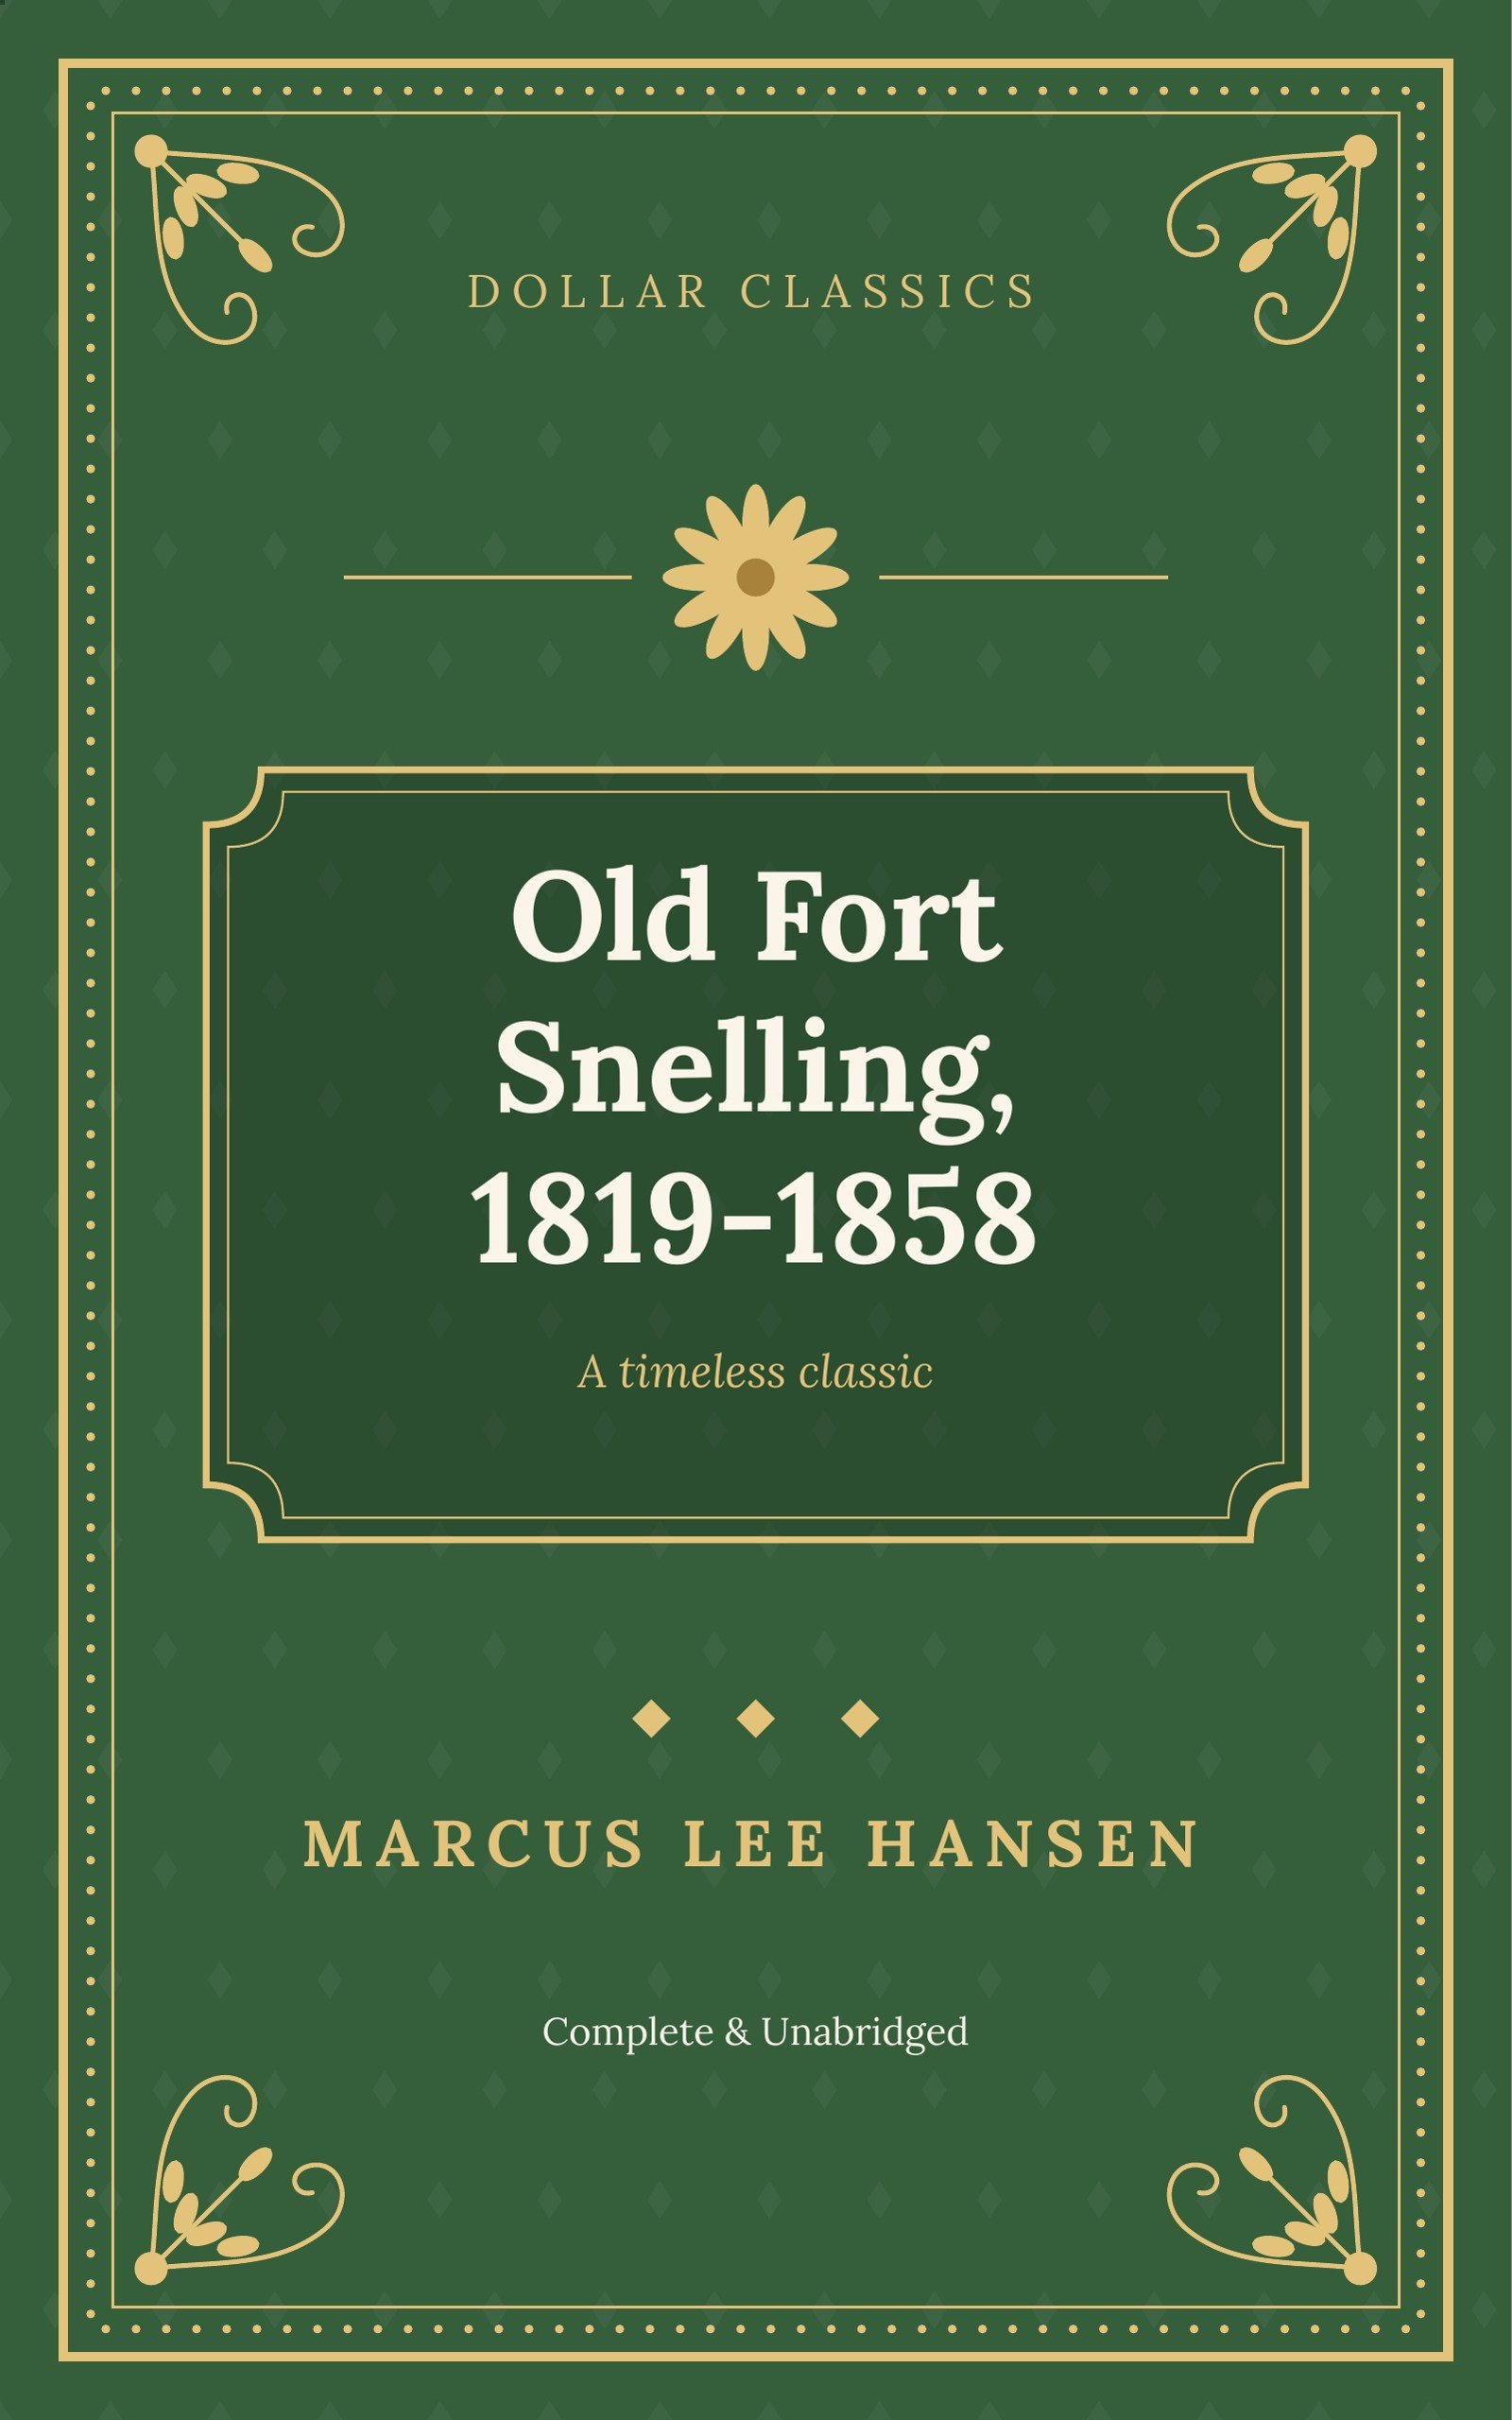 DOLLAR CLASSICS
Old Fort
Snelling,
1819–1858
A timeless classic
MARCUS LEE HANSEN
Complete & Unabridged